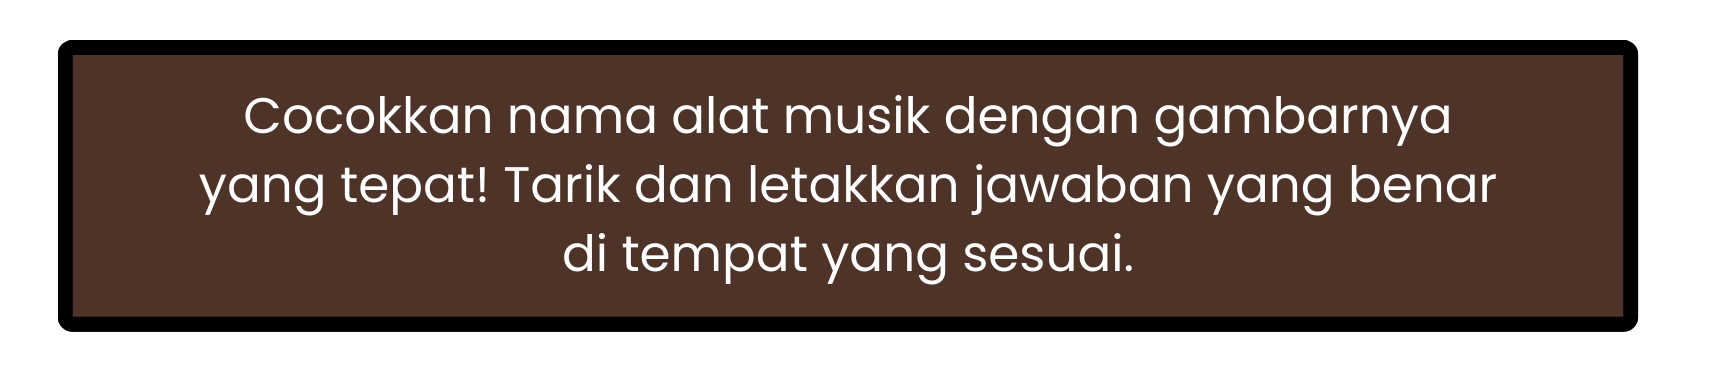 Cocokkan nama alat musik dengan gambarnya
yang tepat! Tarik dan letakkan jawaban yang benar
di tempat yang sesuai.